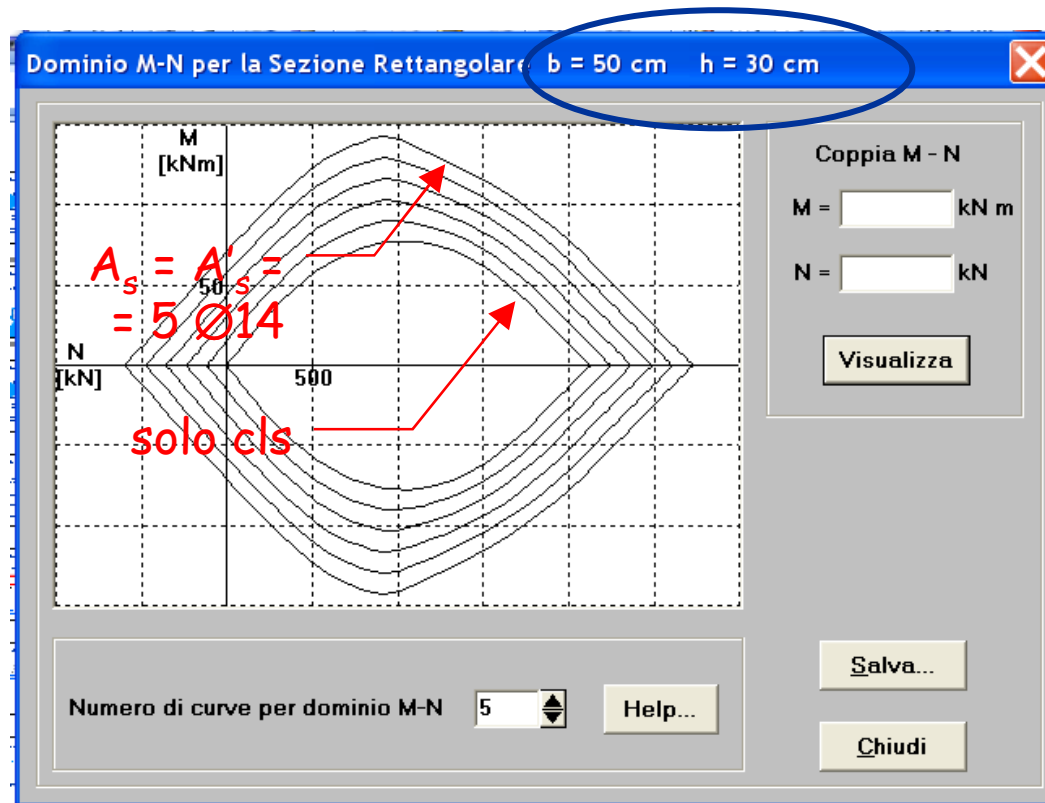 Dominio M-N per la Sezione Rettangolare b = 50 cm h = 30 cm
M
[kNm]
50
N
[kN]
500
As = A's =
= 5 Ø14
solo cls
Coppia M - N
M = kN m
N = kN
Visualizza
Numero di curve per dominio M-N 5 Help...
Salva...
Chiudi